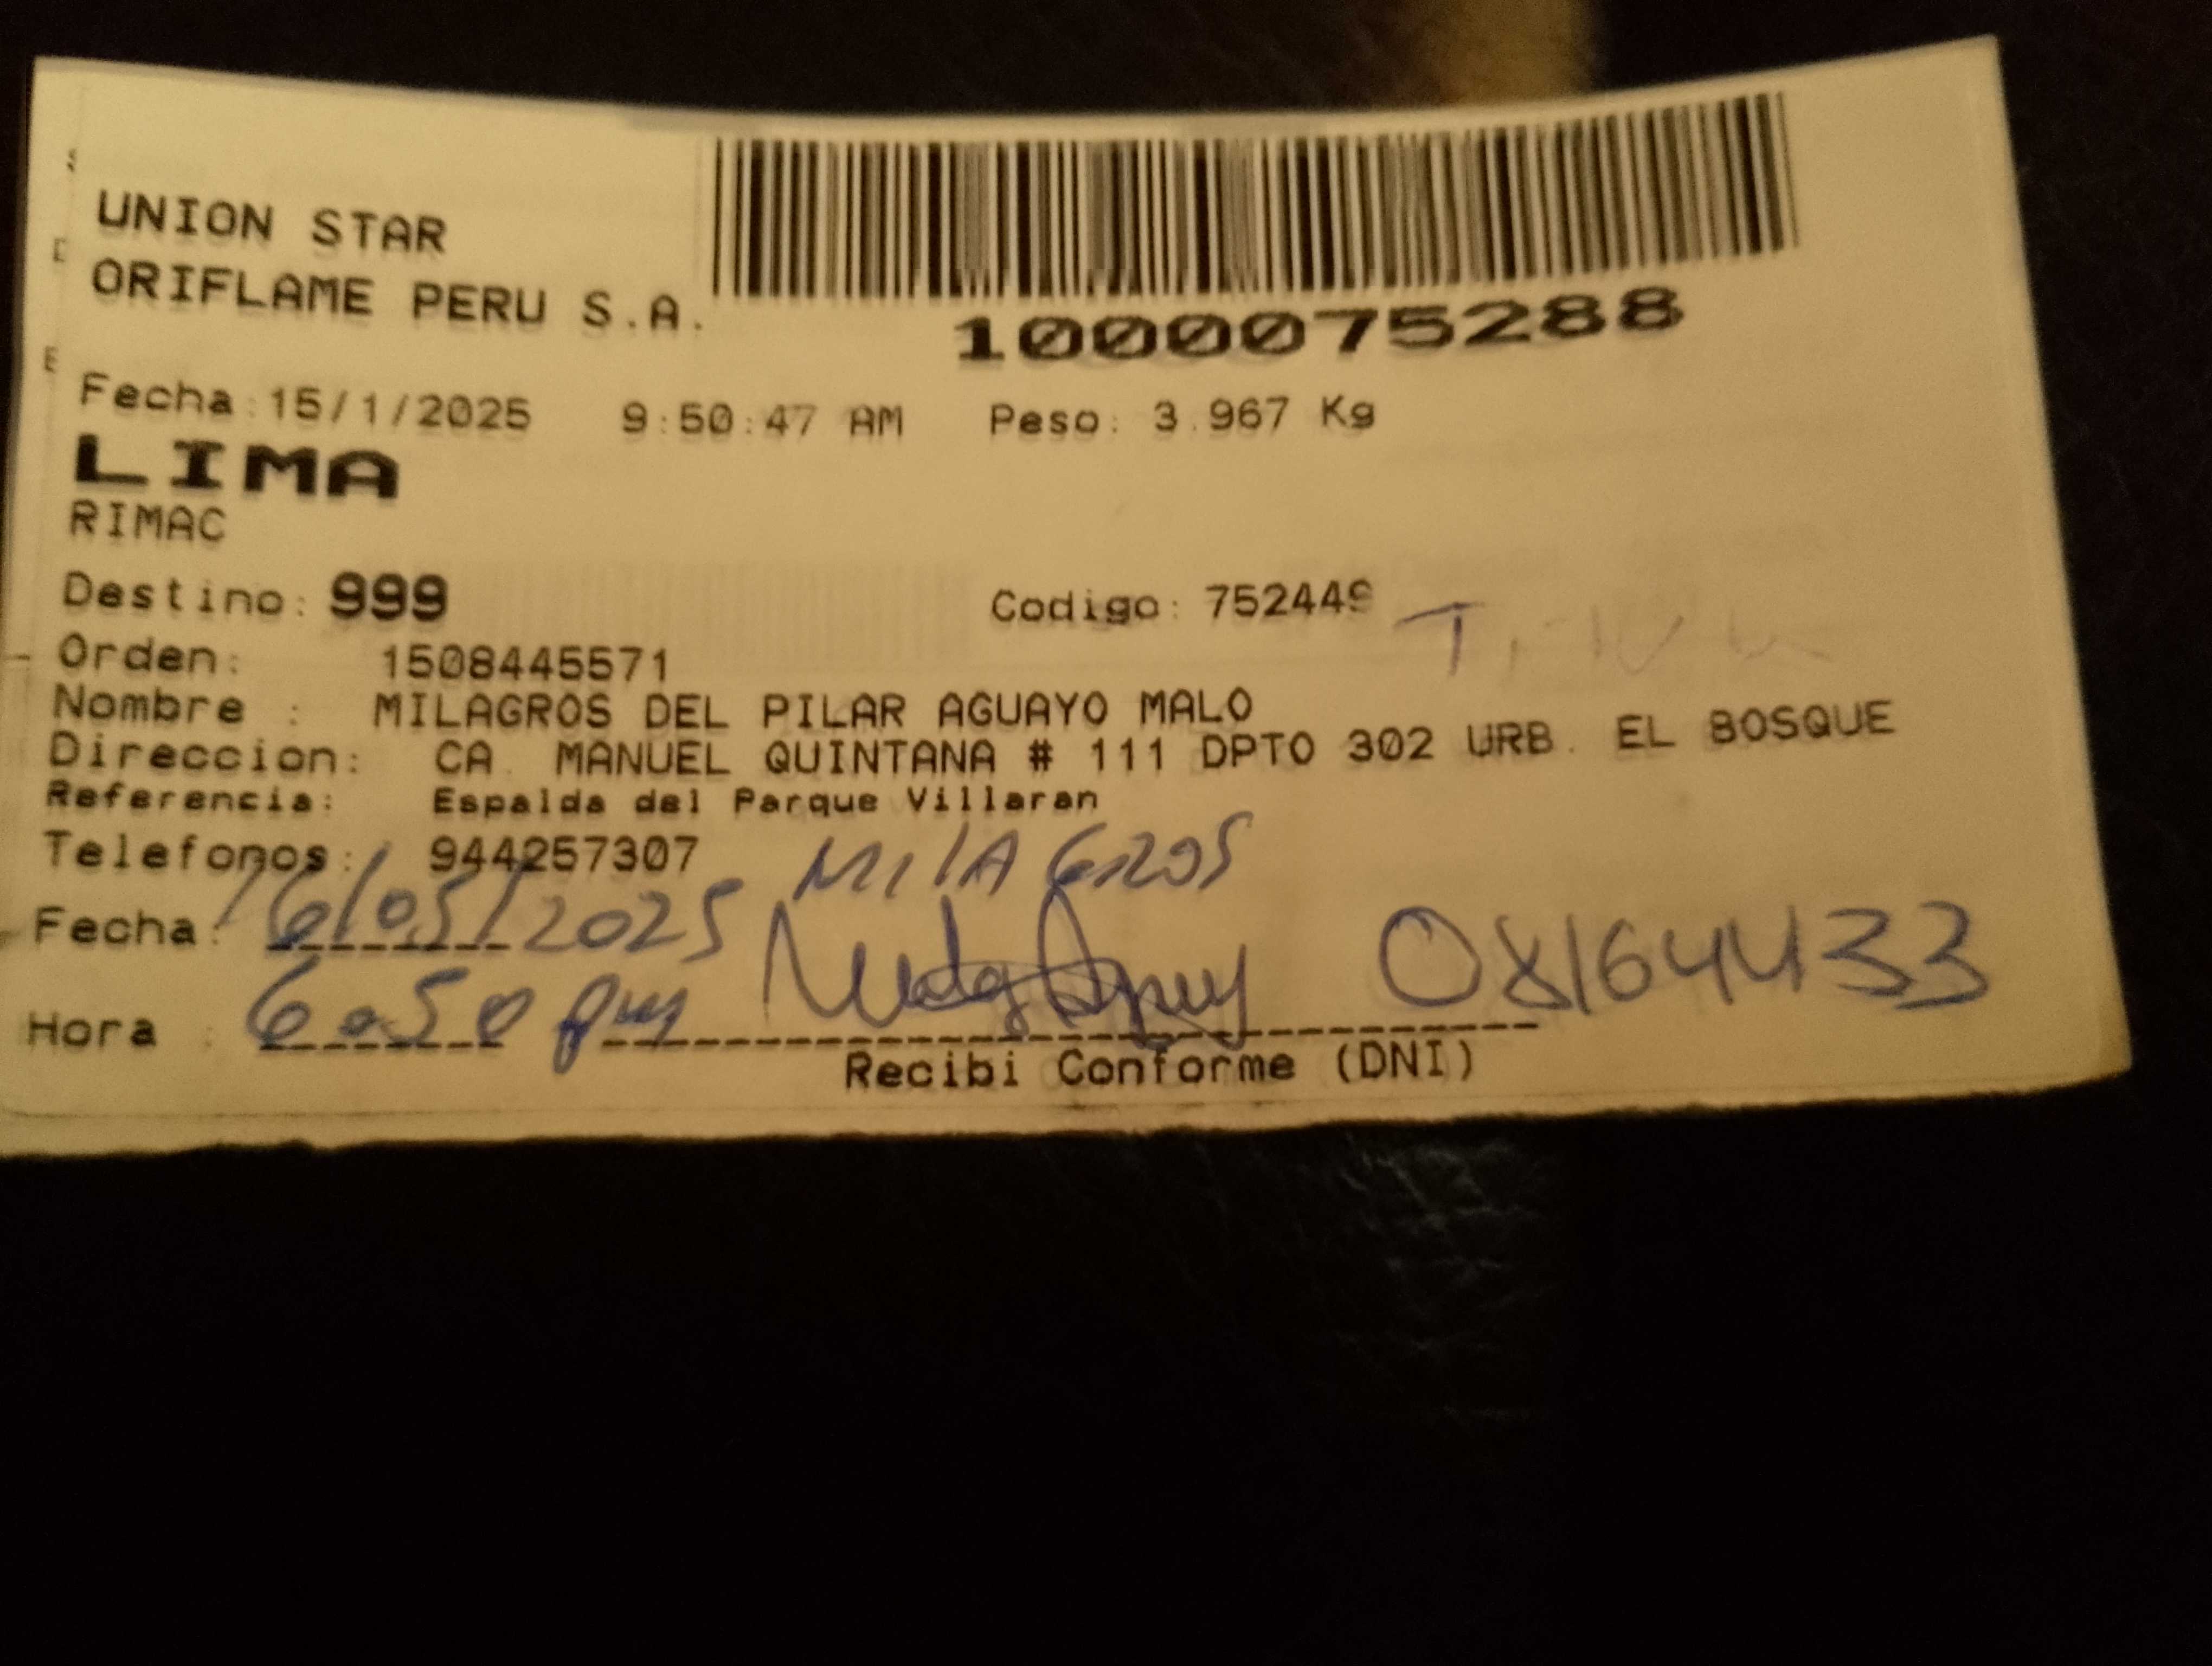 UNION STAR
ORIFLAME PERU S.A.
1000075288
Fecha:15/1/2025 9:50:47 AM Peso: 3.967 Kg
LIMA
RIMAC
Destino: 999 Codigo: 752449
Orden: 1508445571
Nombre : MILAGROS DEL PILAR AGUAYO MALO
Direccion: CA. MANUEL QUINTANA # 111 DPTO 302 URB. EL BOSQUE
Referencia: Espalda del Parque Villaran
Telefonos: 944257307 MILAGROS
Fecha: 16/05/2025 08164433
Hora : 6:50 pm
Recibi Conforme (DNI)